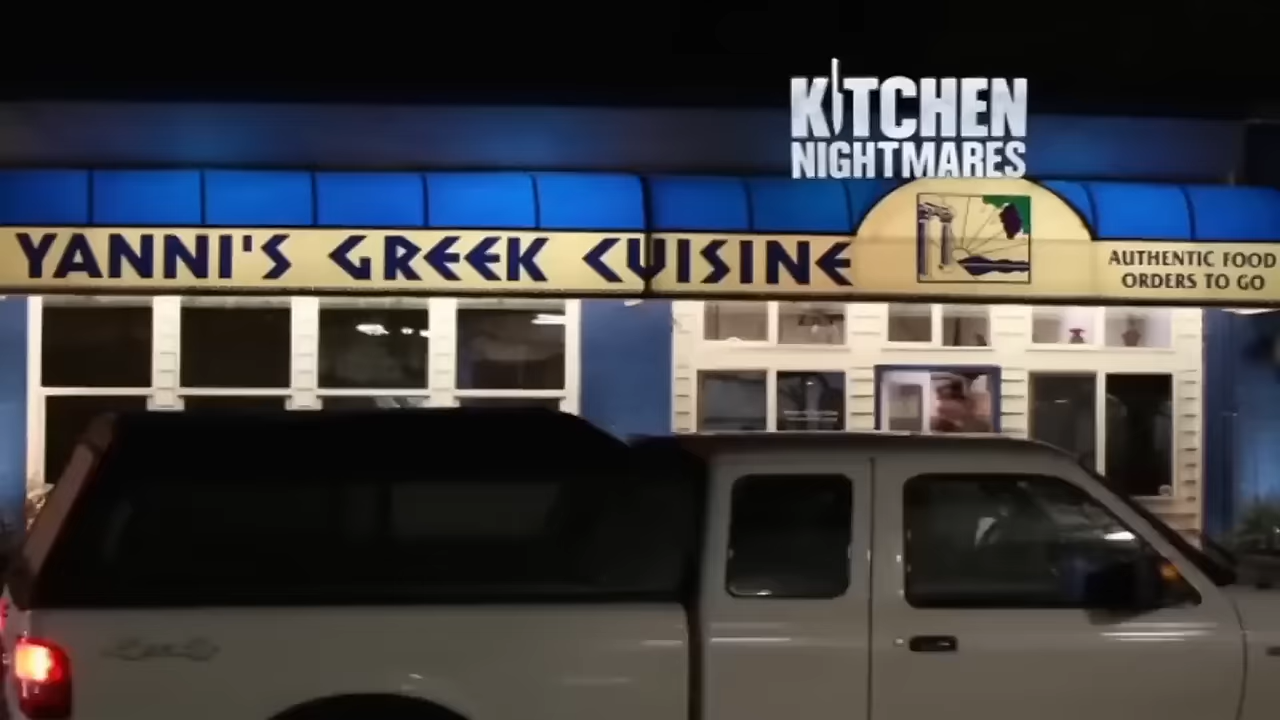 KITCHEN
NIGHTMARES
YANNI'S GREEK CUISINE
AUTHENTIC FOOD
ORDERS TO GO